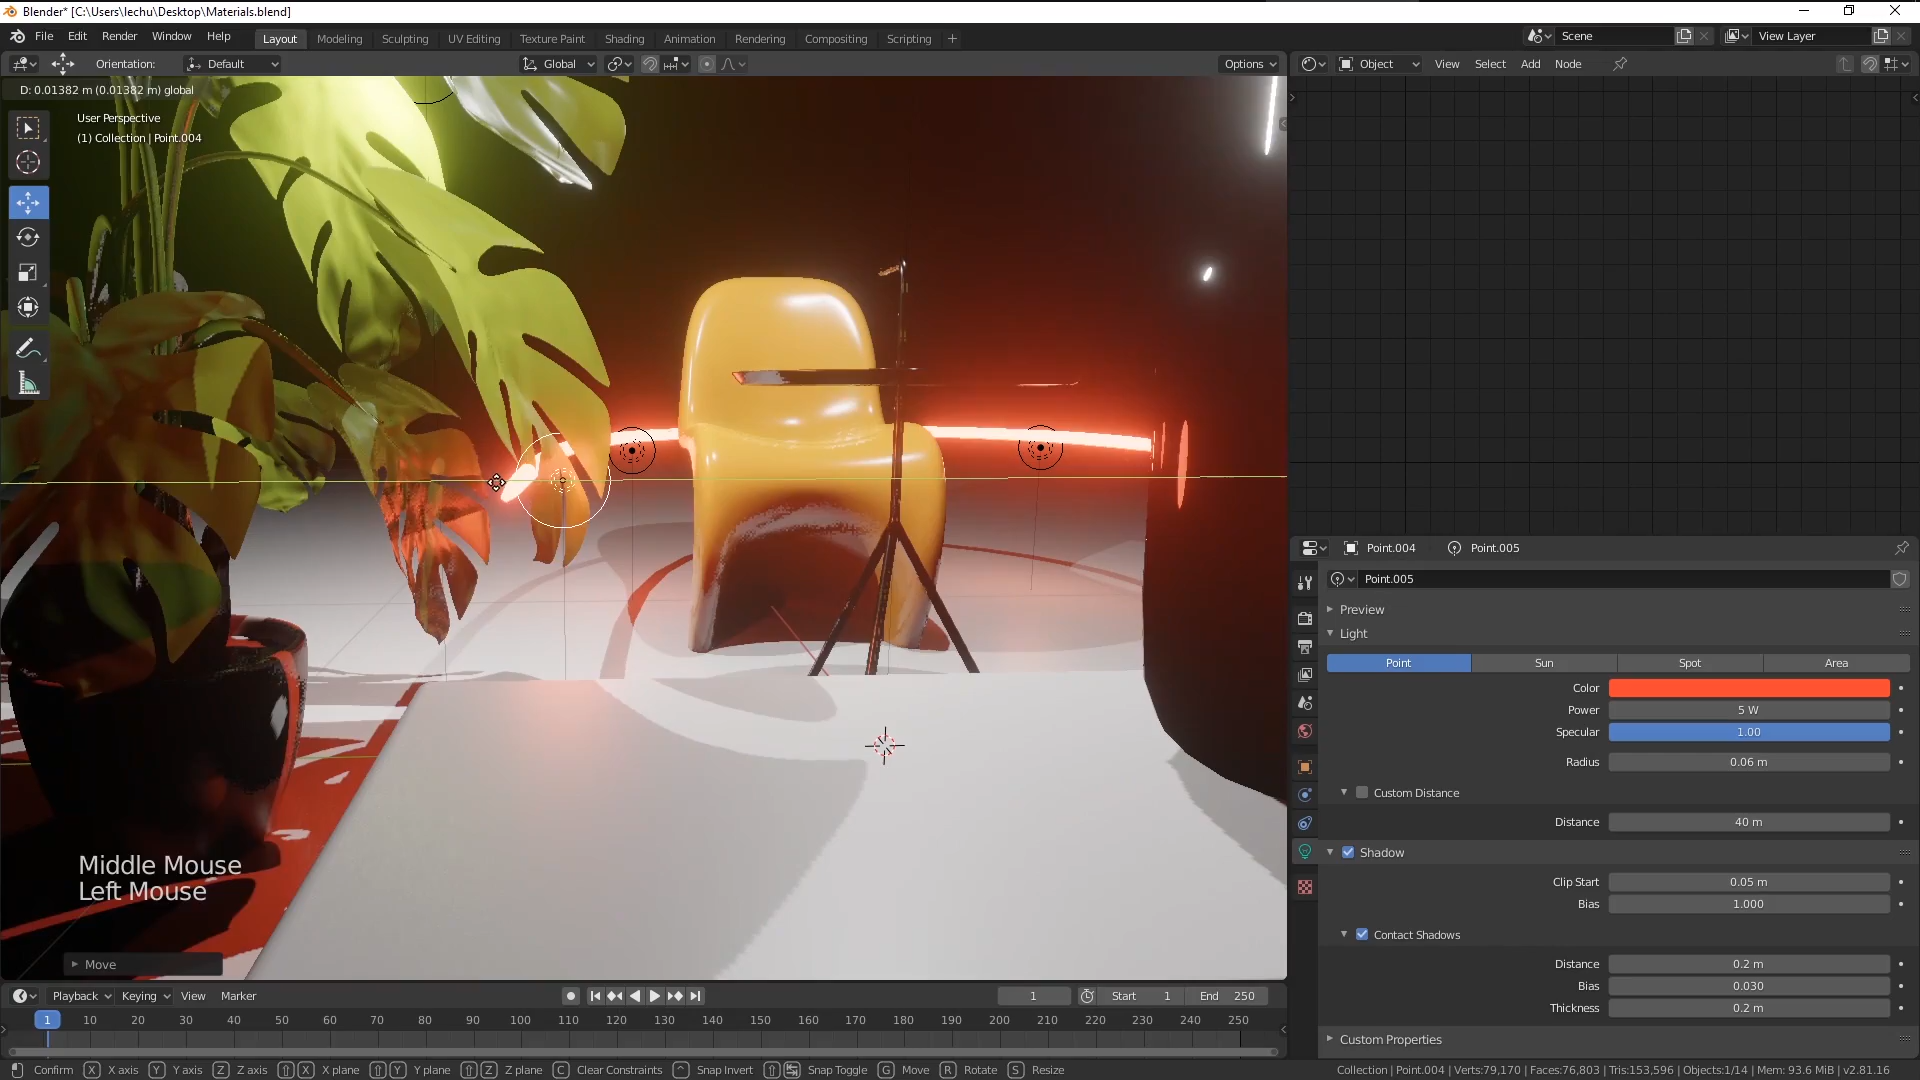 Blender* [C:\Users\lechu\Desktop\Materials.blend]
File Edit Render Window Help Layout Modeling Sculpting UV Editing Texture Paint Shading Animation Rendering Compositing Scripting + Scene View Layer
Orientation: Default Global Options Object View Select Add Node
D: 0.01382 m (0.01382 m) global
User Perspective
(1) Collection | Point.004
Point.004 Point.005
Point.005
Preview
Light
Point Sun Spot Area
Color
Power 5 W
Specular 1.00
Radius 0.06 m
Custom Distance
Distance 40 m
Shadow
Clip Start 0.05 m
Bias 1.000
Contact Shadows
Distance 0.2 m
Bias 0.030
Thickness 0.2 m
Custom Properties
Middle Mouse
Left Mouse
Move
Playback Keying View Marker 1 Start 1 End 250
1 10 20 30 40 50 60 70 80 90 100 110 120 130 140 150 160 170 180 190 200 210 220 230 240 250
Confirm X X axis Y Y axis Z Z axis X X plane Y Y plane Z Z plane C Clear Constraints Snap Invert Snap Toggle G Move R Rotate S Resize Collection | Point.004 | Verts:79,170 | Faces:76,803 | Tris:153,596 | Objects:1/14 | Mem: 93.6 MiB | v2.81.16